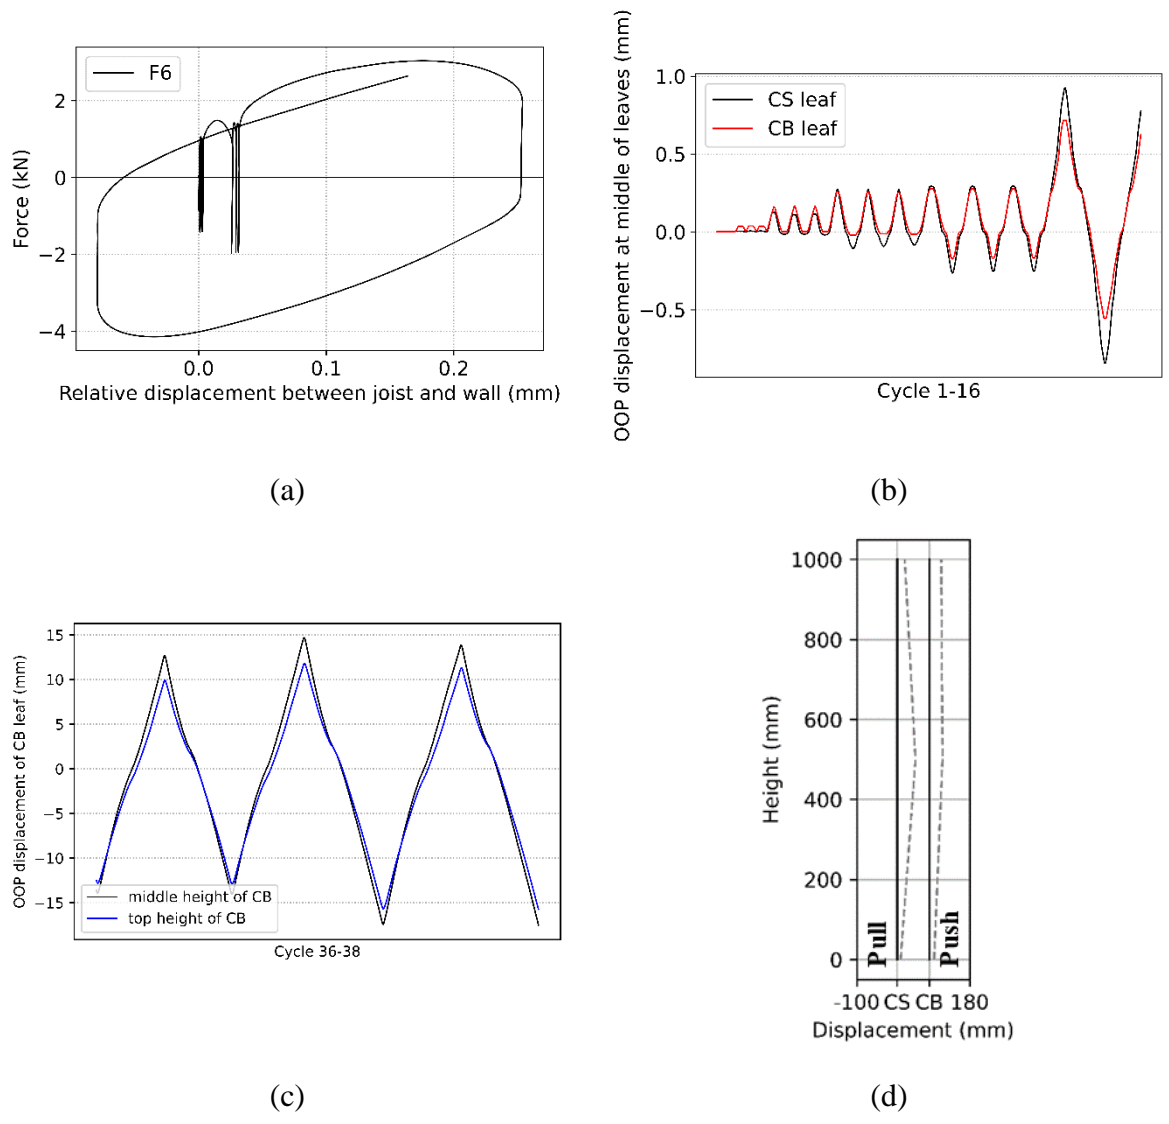 F6
2
0
−2
−4
Force (kN)
0.0 0.1 0.2
Relative displacement between joist and wall (mm)
(a)
CS leaf
CB leaf
1.0
0.5
0.0
−0.5
OOP displacement at middle of leaves (mm)
Cycle 1-16
(b)
15
10
5
0
−5
−10
−15
OOP displacement of CB leaf (mm)
middle height of CB
top height of CB
Cycle 36-38
(c)
1000
800
600
400
200
0
Height (mm)
Pull
Push
-100 CS CB 180
Displacement (mm)
(d)